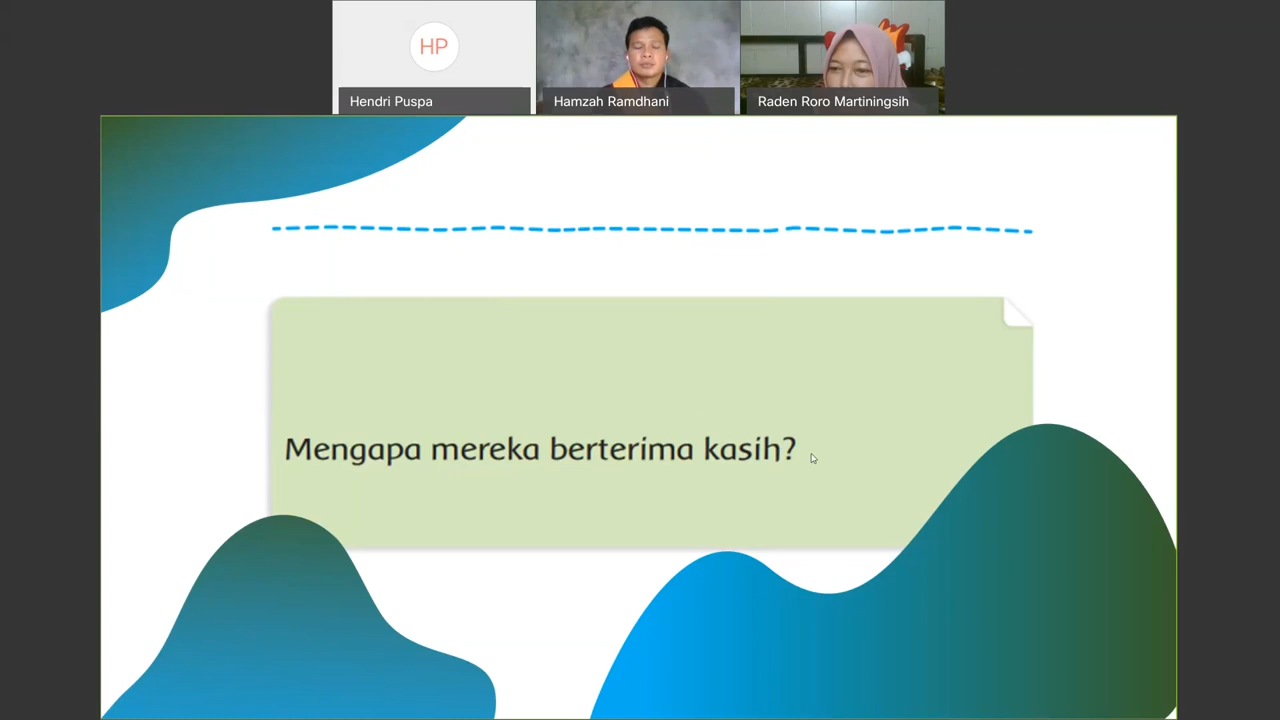 HP
Hendri Puspa
Hamzah Ramdhani
Raden Roro Martiningsih
Mengapa mereka berterima kasih?